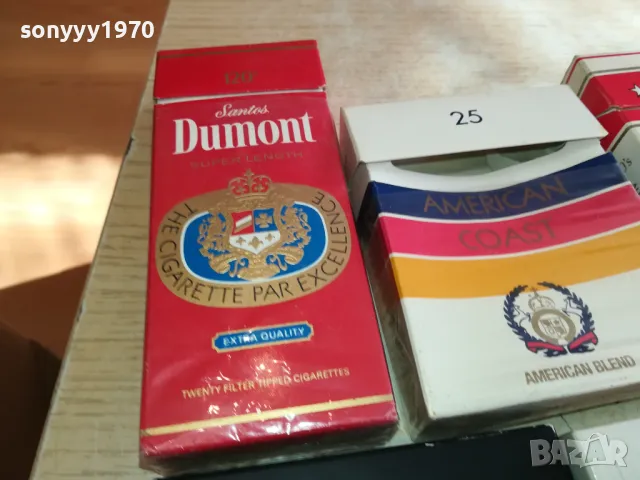 sonyyy1970
120
Santos
Dumont
SUPER LENGTH
THE CIGARETTE PAR EXCELLENCE
EXTRA QUALITY
TWENTY FILTER TIPPED CIGARETTES
25
AMERICAN
COAST
AMERICAN BLEND
BAZAR